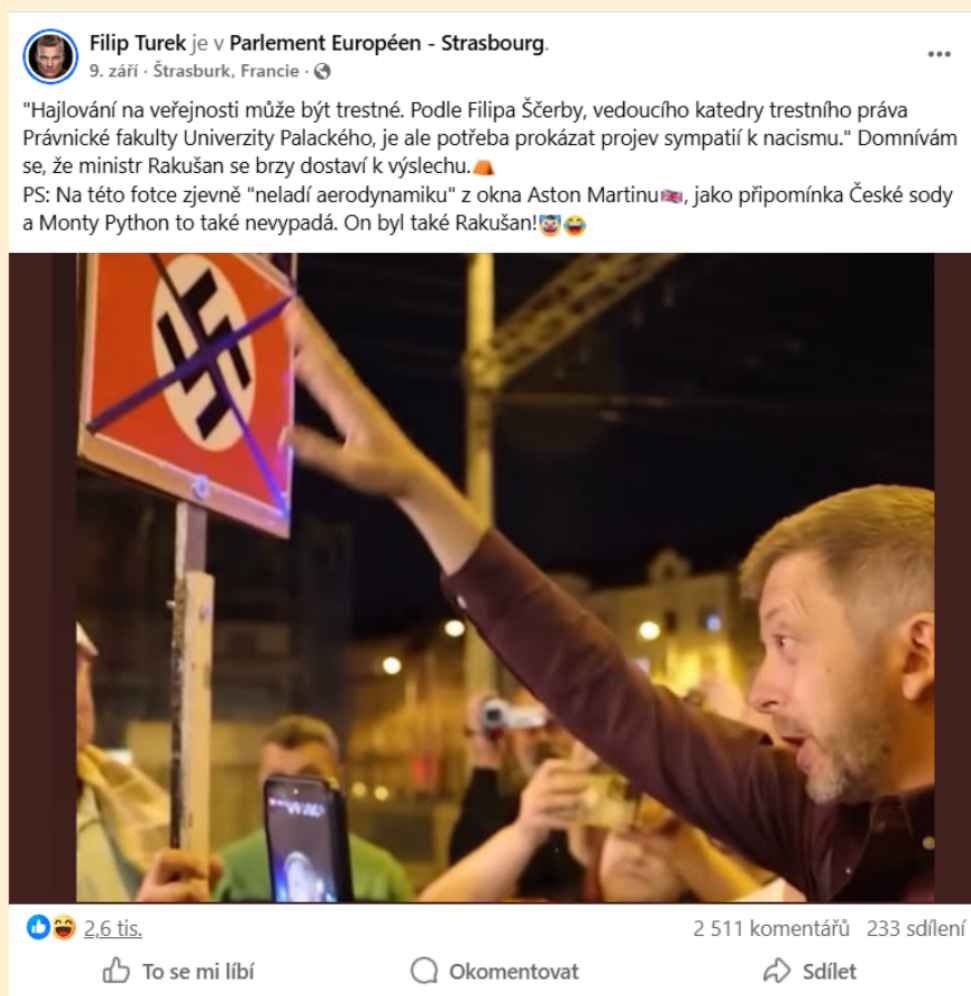 Filip Turek je v Parlement Européen - Strasbourg.
9. září · Štrasburk, Francie ·
"Hajlování na veřejnosti může být trestné. Podle Filipa Ščerby, vedoucího katedry trestního práva
Právnické fakulty Univerzity Palackého, je ale potřeba prokázat projev sympatií k nacismu." Domnívám
se, že ministr Rakušan se brzy dostaví k výslechu.⛺
PS: Na této fotce zjevně "neladí aerodynamiku" z okna Aston Martinu🇬🇧, jako připomínka České sody
a Monty Python to také nevypadá. On byl také Rakušan!🤡😂
2,6 tis.
2 511 komentářů 233 sdílení
To se mi líbí
Okomentovat
Sdílet